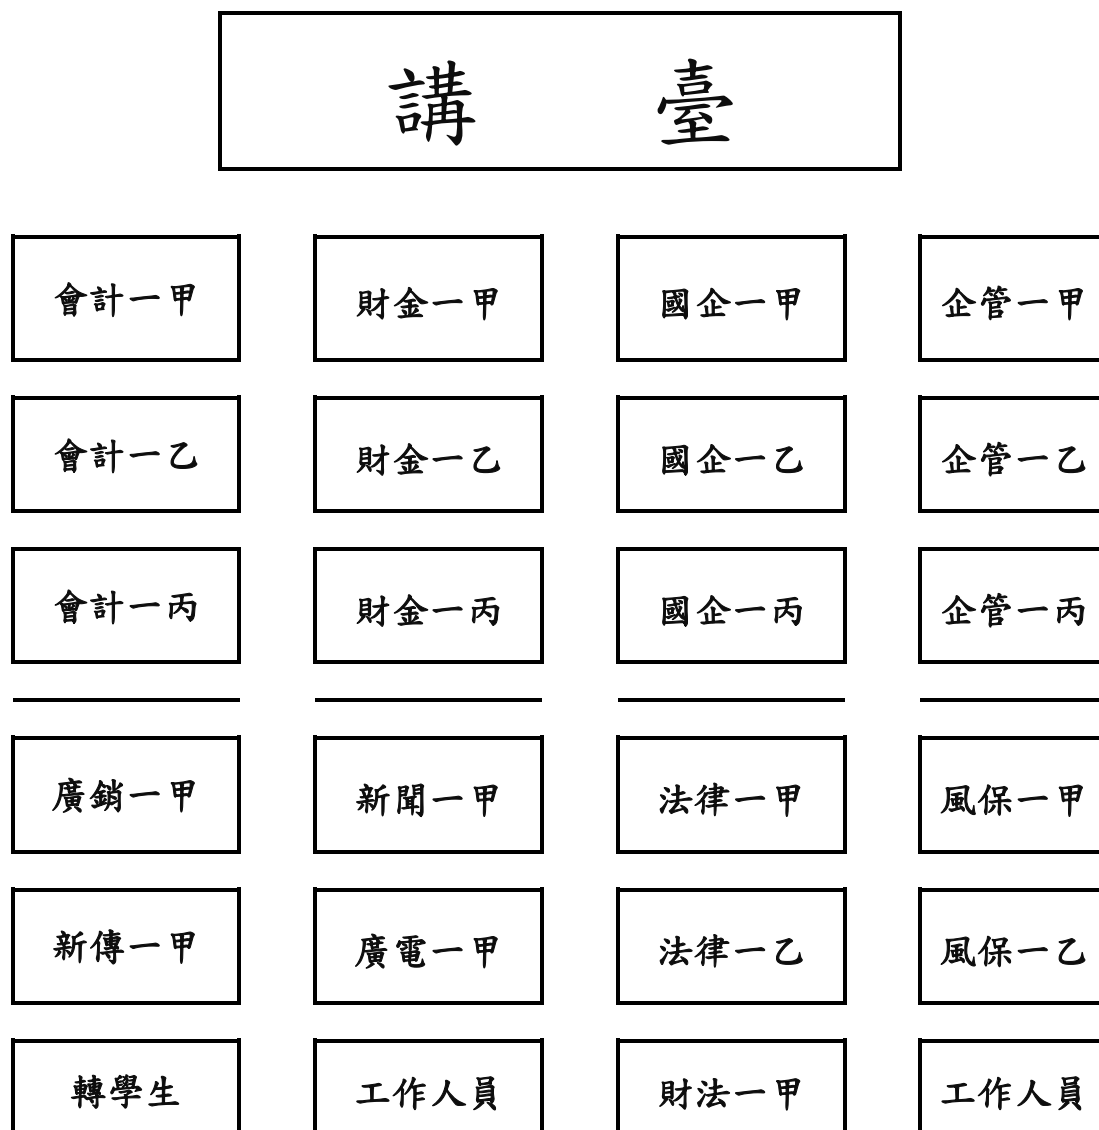 講臺
會計一甲 財金一甲 國企一甲 企管一甲
會計一乙 財金一乙 國企一乙 企管一乙
會計一丙 財金一丙 國企一丙 企管一丙
廣銷一甲 新聞一甲 法律一甲 風保一甲
新傳一甲 廣電一甲 法律一乙 風保一乙
轉學生 工作人員 財法一甲 工作人員